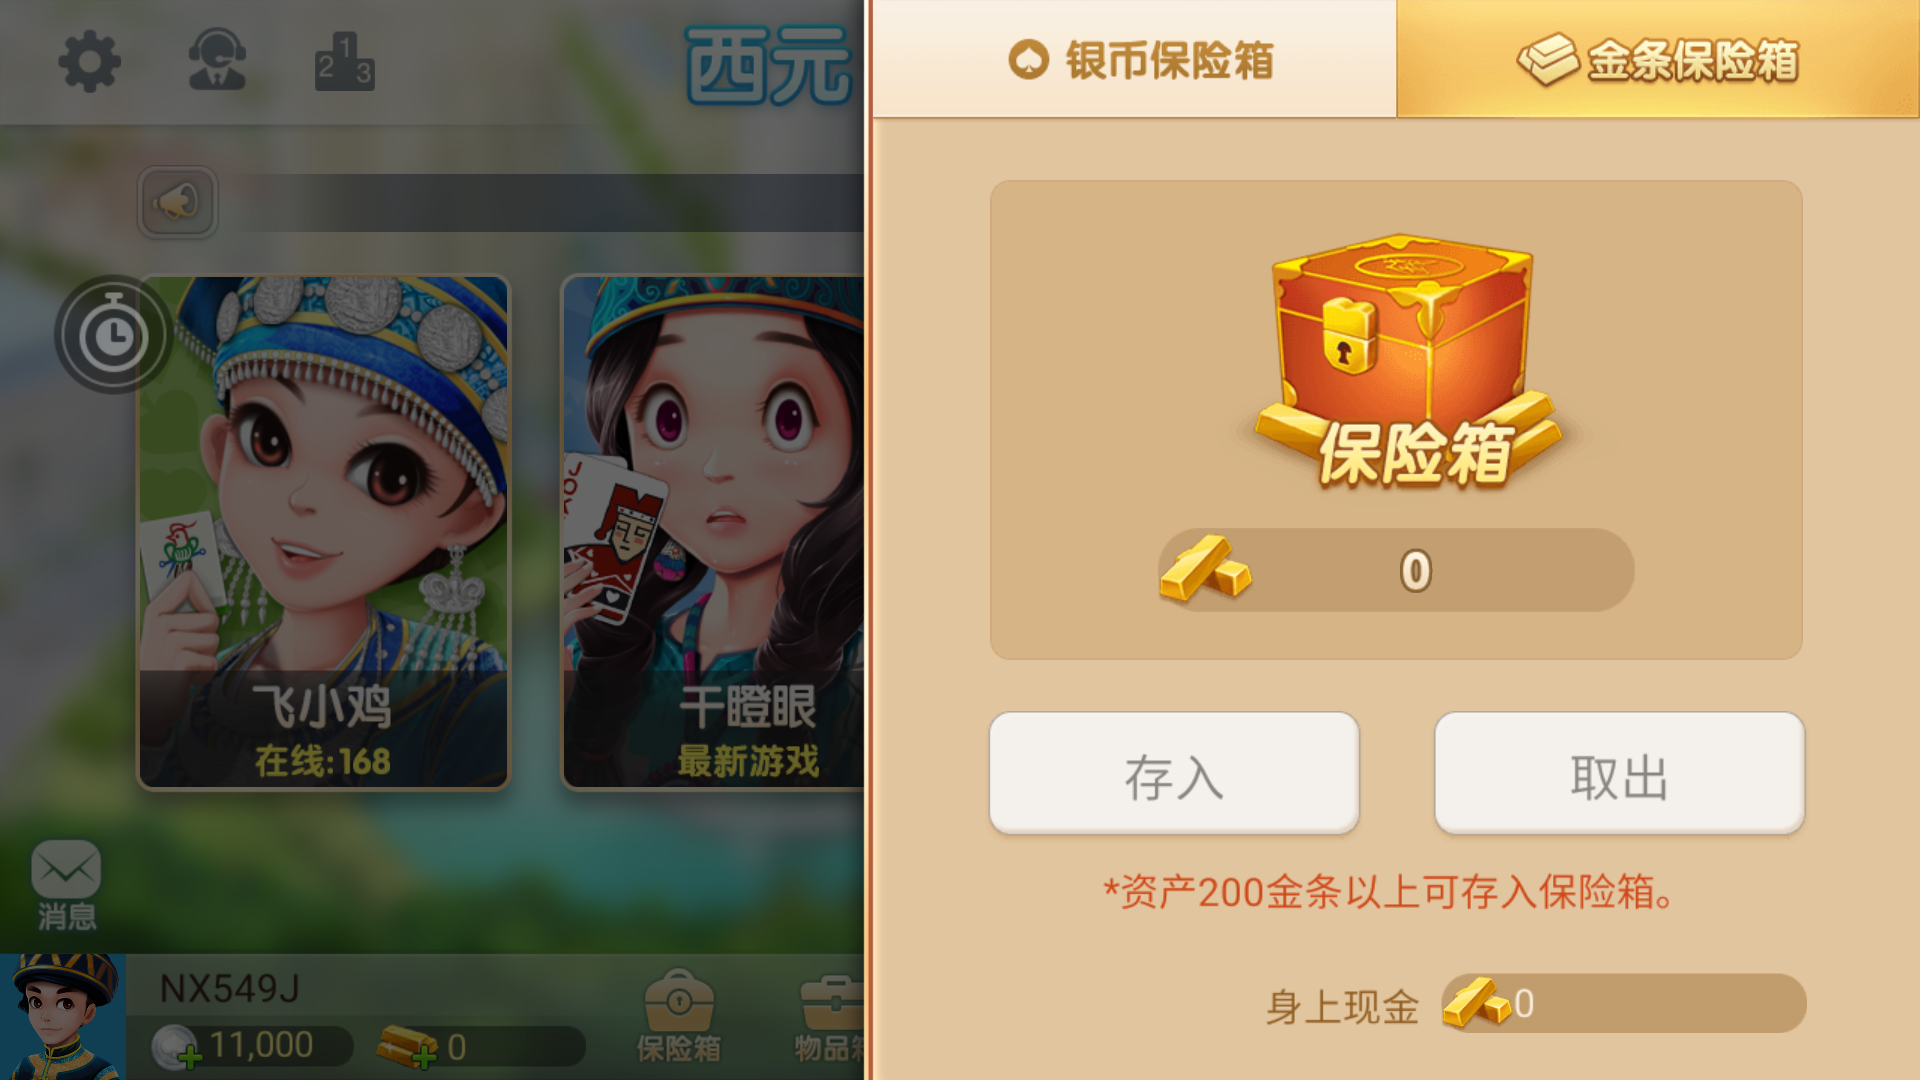 西元
银币保险箱
金条保险箱
1
2
3
保险箱
0
飞小鸡
在线:168
干瞪眼
最新游戏
存入
取出
*资产200金条以上可存入保险箱。
消息
NX549J
11,000
0
保险箱
物品箱
身上现金
0